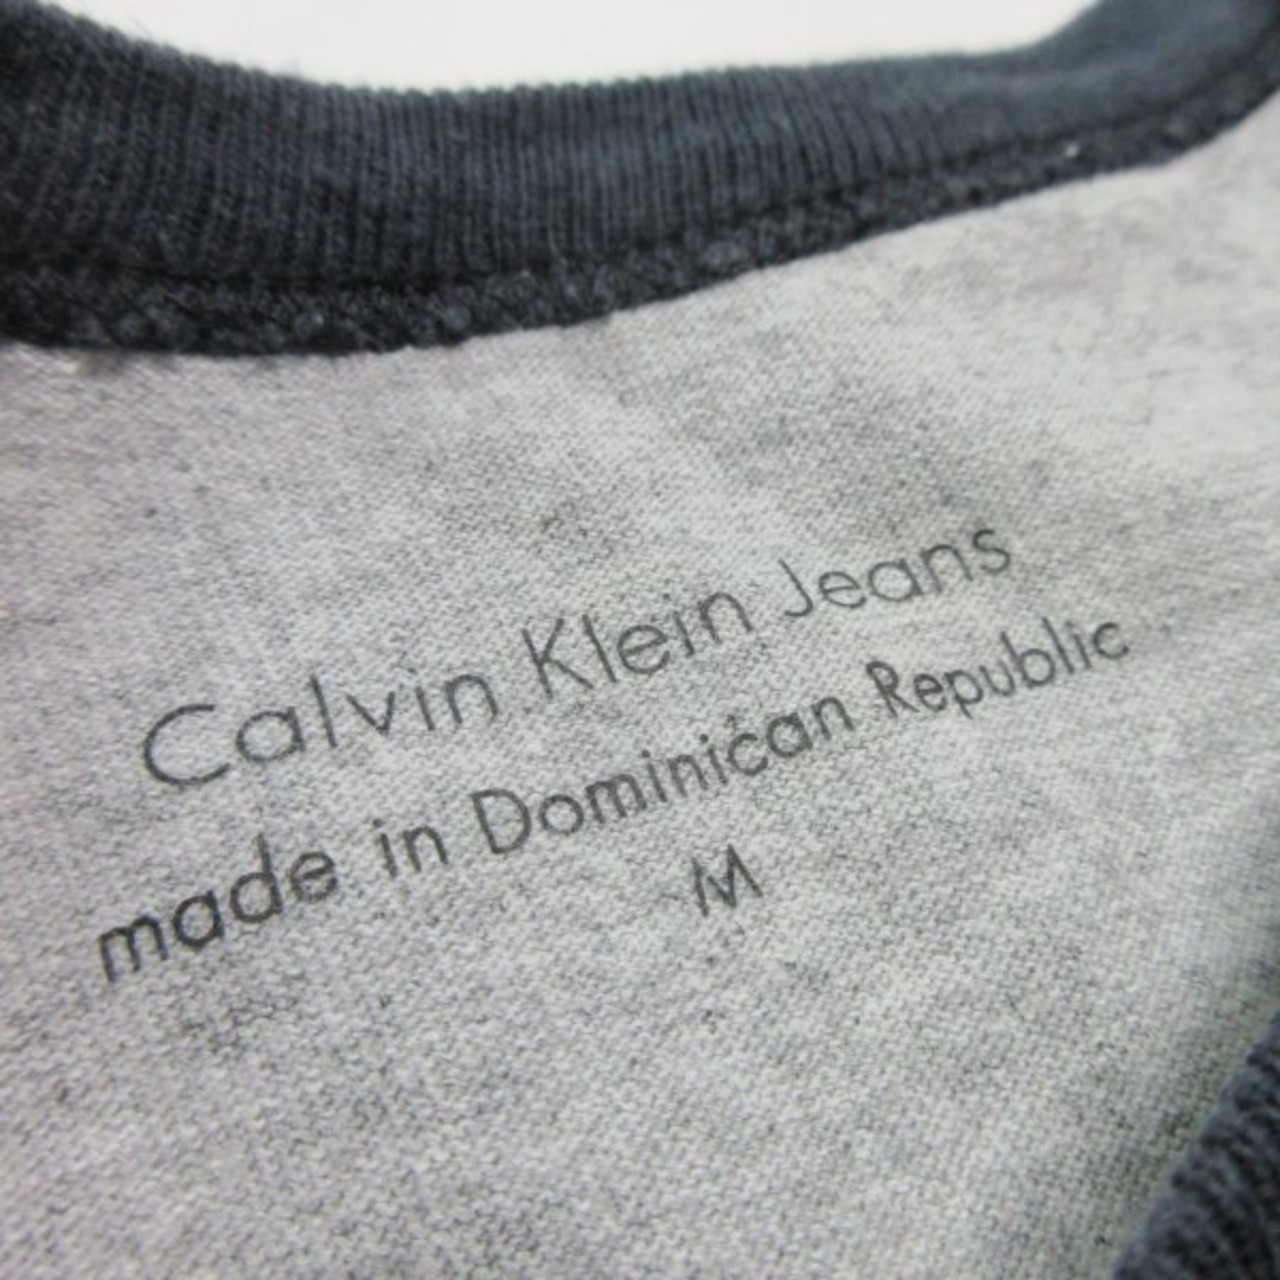 Calvin Klein Jeans
made in Dominican Republic
M